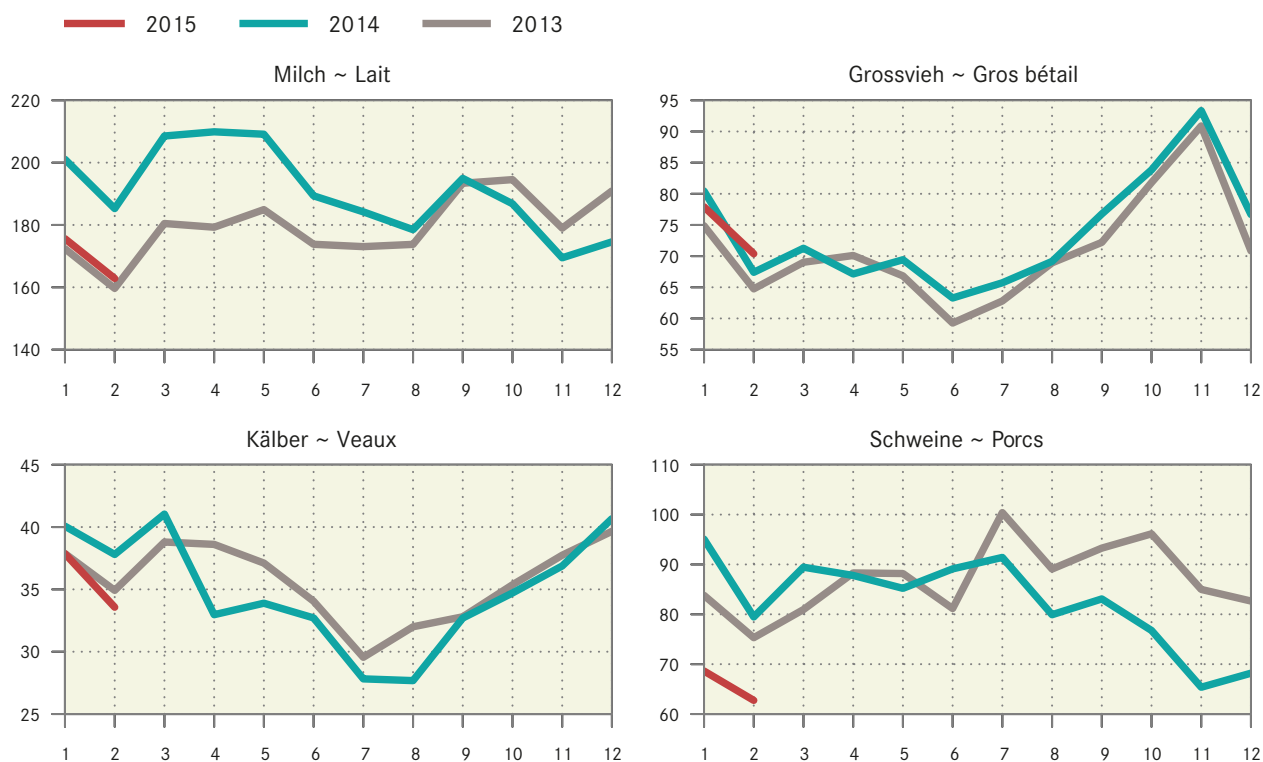 2015 2014 2013
Milch ~ Lait
220
200
180
160
140
1 2 3 4 5 6 7 8 9 10 11 12
Grossvieh ~ Gros bétail
95
90
85
80
75
70
65
60
55
1 2 3 4 5 6 7 8 9 10 11 12
Kälber ~ Veaux
45
40
35
30
25
1 2 3 4 5 6 7 8 9 10 11 12
Schweine ~ Porcs
110
100
90
80
70
60
1 2 3 4 5 6 7 8 9 10 11 12